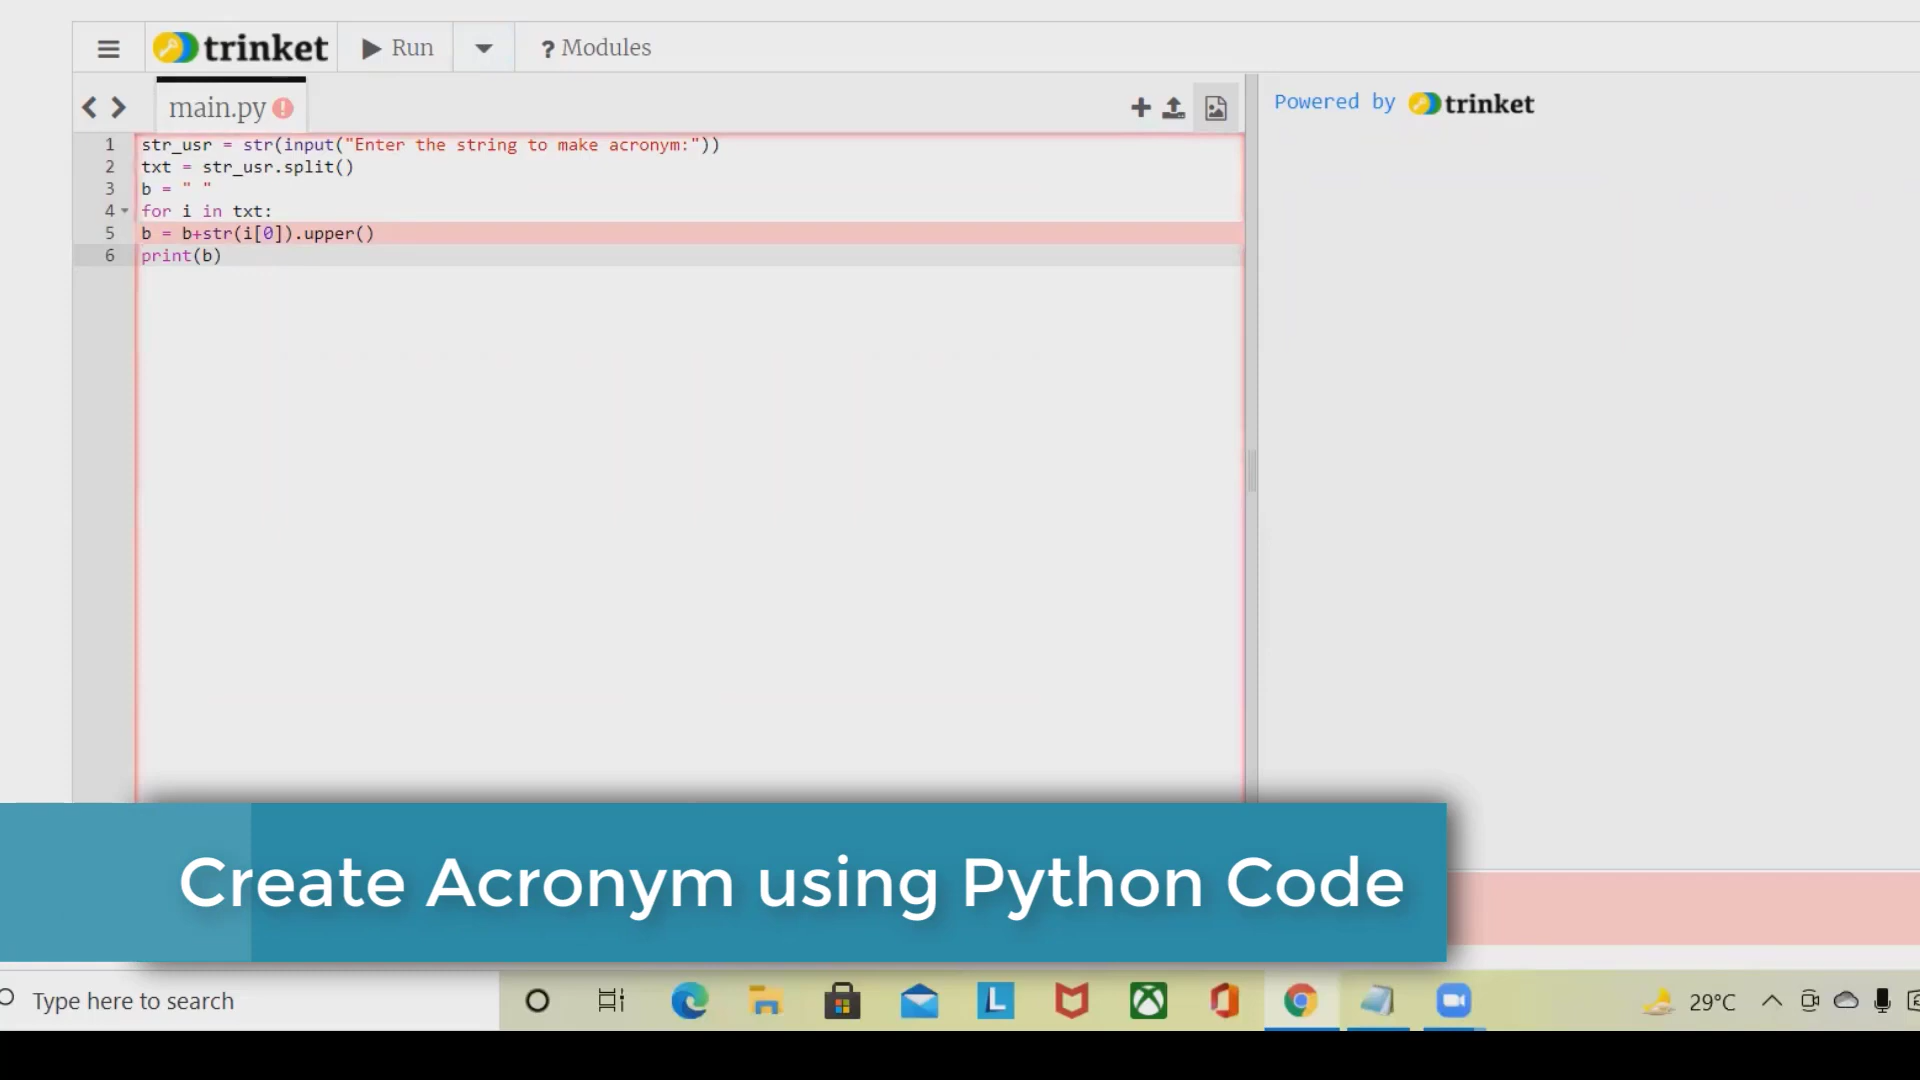 trinket
Run
? Modules
main.py
Powered by trinket
1 str_usr = str(input("Enter the string to make acronym:"))
2 txt = str_usr.split()
3 b = " "
4 for i in txt:
5 b = b+str(i[0]).upper()
6 print(b)
Create Acronym using Python Code
Type here to search
29°C